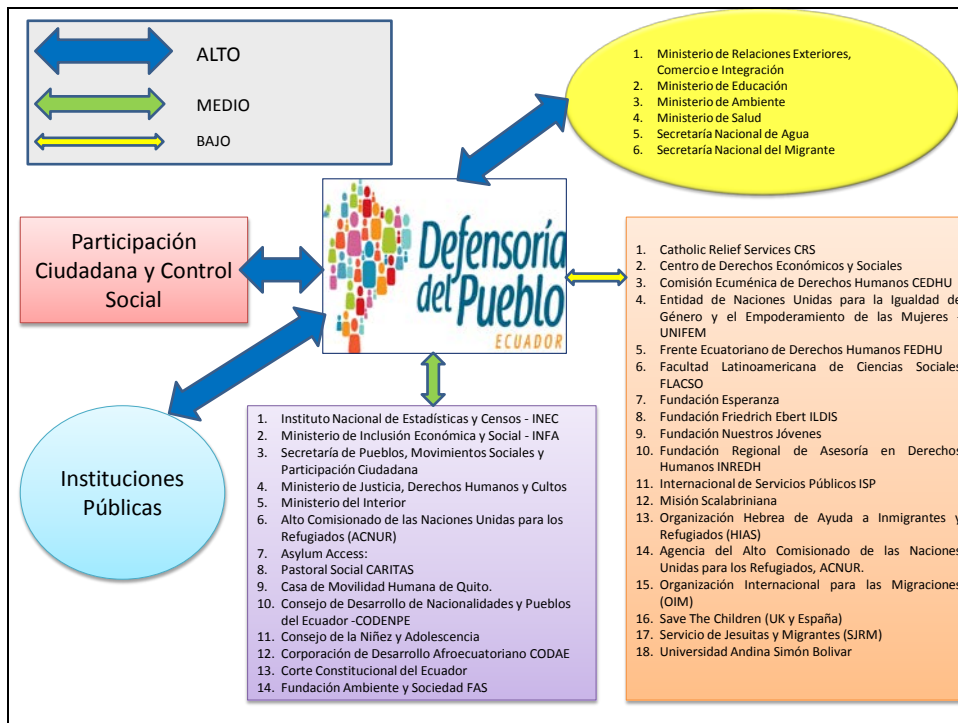 ALTO
MEDIO
BAJO
1. Ministerio de Relaciones Exteriores,
Comercio e Integración
2. Ministerio de Educación
3. Ministerio de Ambiente
4. Ministerio de Salud
5. Secretaría Nacional de Agua
6. Secretaría Nacional del Migrante
Participación
Ciudadana y Control
Social
Defensoría
del Pueblo
ECUADOR
Instituciones
Públicas
1. Instituto Nacional de Estadísticas y Censos - INEC
2. Ministerio de Inclusión Económica y Social - INFA
3. Secretaría de Pueblos, Movimientos Sociales y
Participación Ciudadana
4. Ministerio de Justicia, Derechos Humanos y Cultos
5. Ministerio del Interior
6. Alto Comisionado de las Naciones Unidas para los
Refugiados (ACNUR)
7. Asylum Access:
8. Pastoral Social CARITAS
9. Casa de Movilidad Humana de Quito.
10. Consejo de Desarrollo de Nacionalidades y Pueblos
del Ecuador -CODENPE
11. Consejo de la Niñez y Adolescencia
12. Corporación de Desarrollo Afroecuatoriano CODAE
13. Corte Constitucional del Ecuador
14. Fundación Ambiente y Sociedad FAS
1. Catholic Relief Services CRS
2. Centro de Derechos Económicos y Sociales
3. Comisión Ecuménica de Derechos Humanos CEDHU
4. Entidad de Naciones Unidas para la Igualdad de
Género y el Empoderamiento de las Mujeres -
UNIFEM
5. Frente Ecuatoriano de Derechos Humanos FEDHU
6. Facultad Latinoamericana de Ciencias Sociales
FLACSO
7. Fundación Esperanza
8. Fundación Friedrich Ebert ILDIS
9. Fundación Nuestros Jóvenes
10. Fundación Regional de Asesoría en Derechos
Humanos INREDH
11. Internacional de Servicios Públicos ISP
12. Misión Scalabriniana
13. Organización Hebrea de Ayuda a Inmigrantes y
Refugiados (HIAS)
14. Agencia del Alto Comisionado de las Naciones
Unidas para los Refugiados, ACNUR.
15. Organización Internacional para las Migraciones
(OIM)
16. Save The Children (UK y España)
17. Servicio de Jesuitas y Migrantes (SJRM)
18. Universidad Andina Simón Bolivar